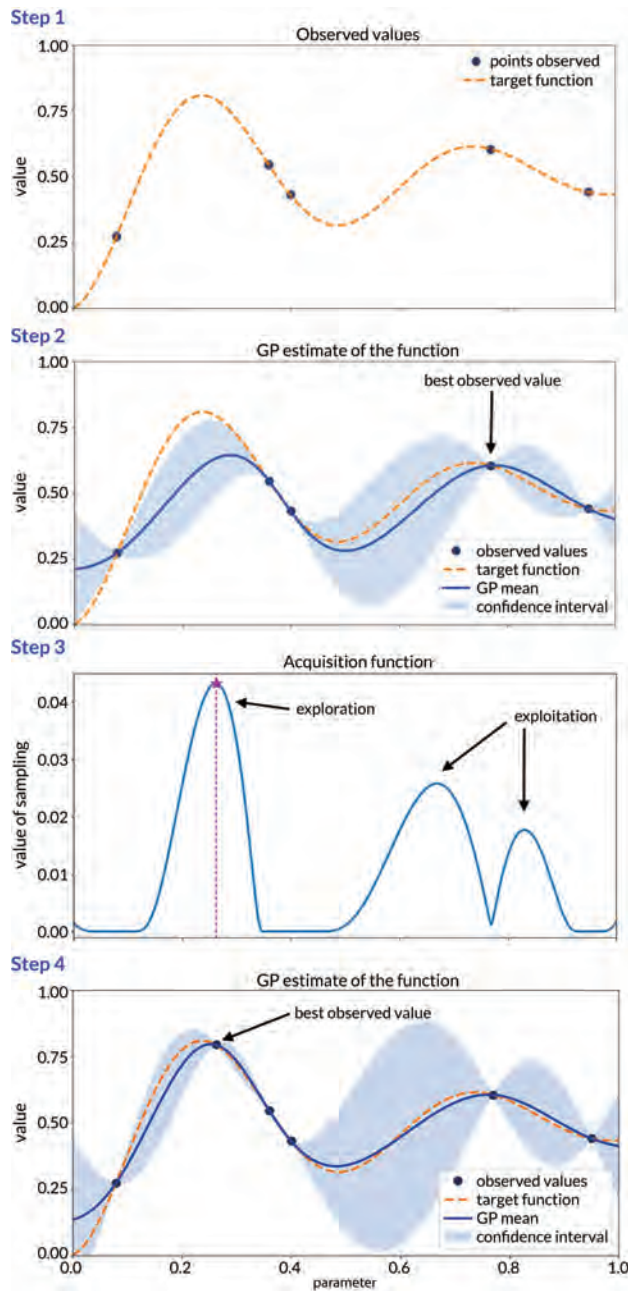 Step 1
Observed values
1.00
points observed
target function
0.75
0.50
value
0.25
0.00
Step 2
GP estimate of the function
1.00
best observed value
0.75
0.50
value
0.25
observed values
target function
GP mean
confidence interval
0.00
Step 3
Acquisition function
0.04
exploration
exploitation
0.03
value of sampling
0.02
0.01
0.00
Step 4
GP estimate of the function
1.00
best observed value
0.75
0.50
value
0.25
observed values
target function
GP mean
confidence interval
0.00
0.0 0.2 0.4 0.6 0.8 1.0
parameter